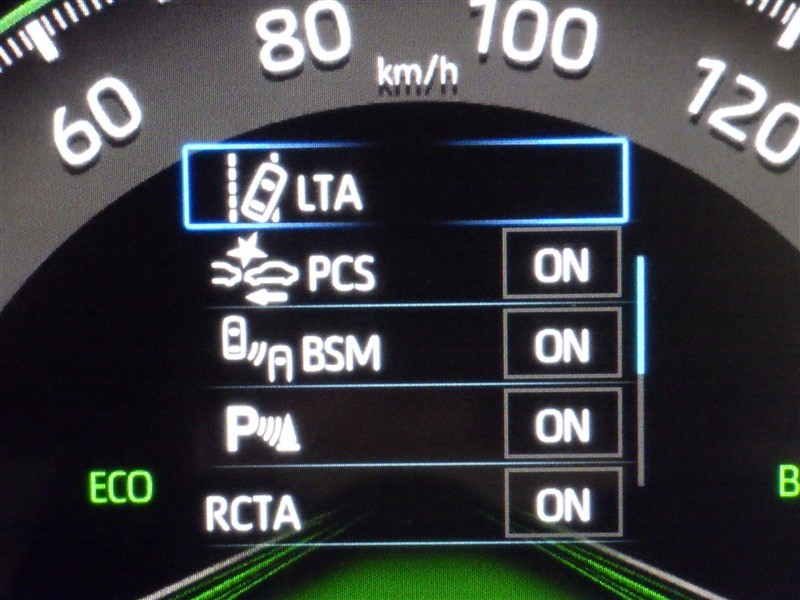 60 80 100 120
km/h
LTA
PCS ON
BSM ON
P ON
ECO
RCTA ON
B